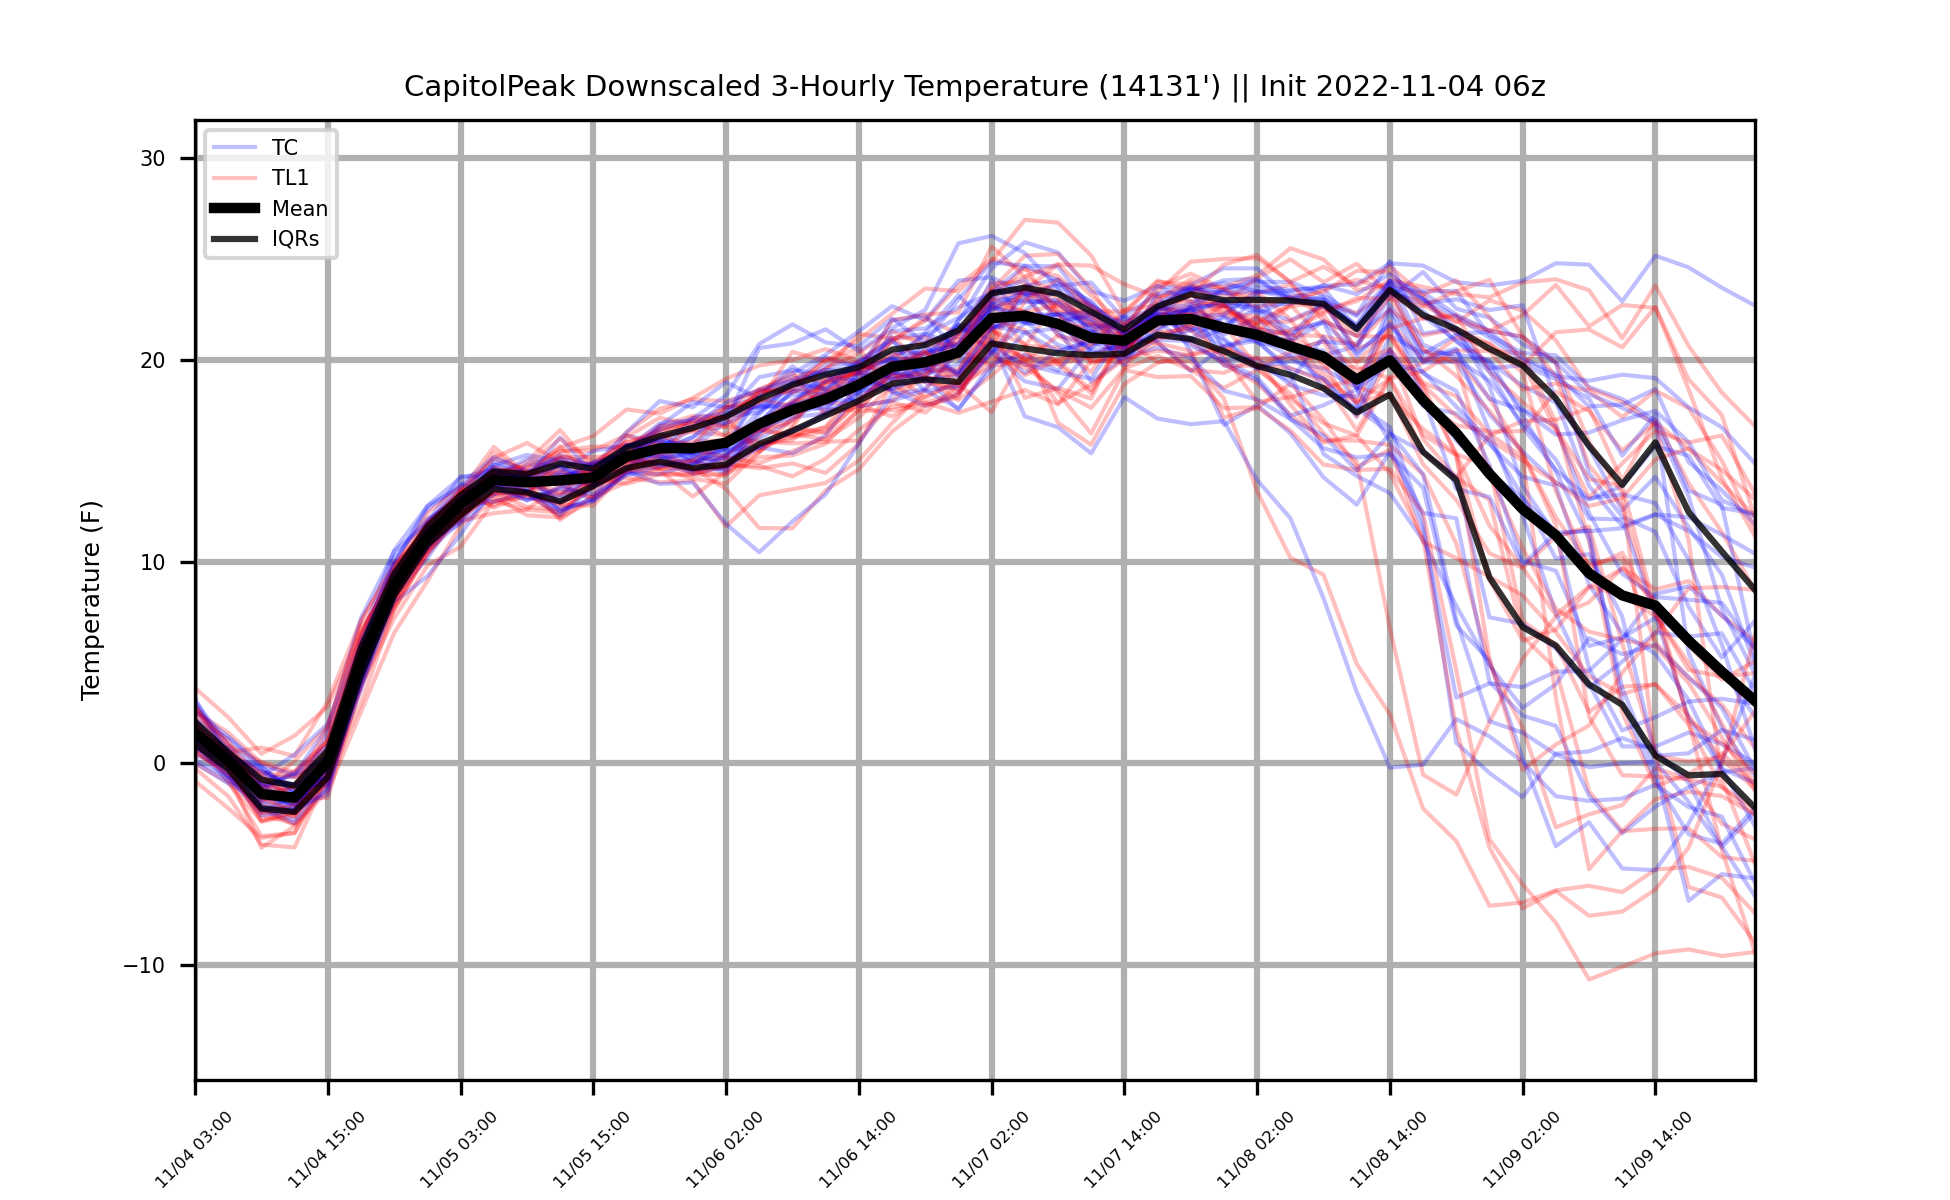 CapitolPeak Downscaled 3-Hourly Temperature (14131') || Init 2022-11-04 06z
TC
TL1
Mean
IQRs
Temperature (F)
30
20
10
0
−10
11/04 03:00
11/04 15:00
11/05 03:00
11/05 15:00
11/06 02:00
11/06 14:00
11/07 02:00
11/07 14:00
11/08 02:00
11/08 14:00
11/09 02:00
11/09 14:00